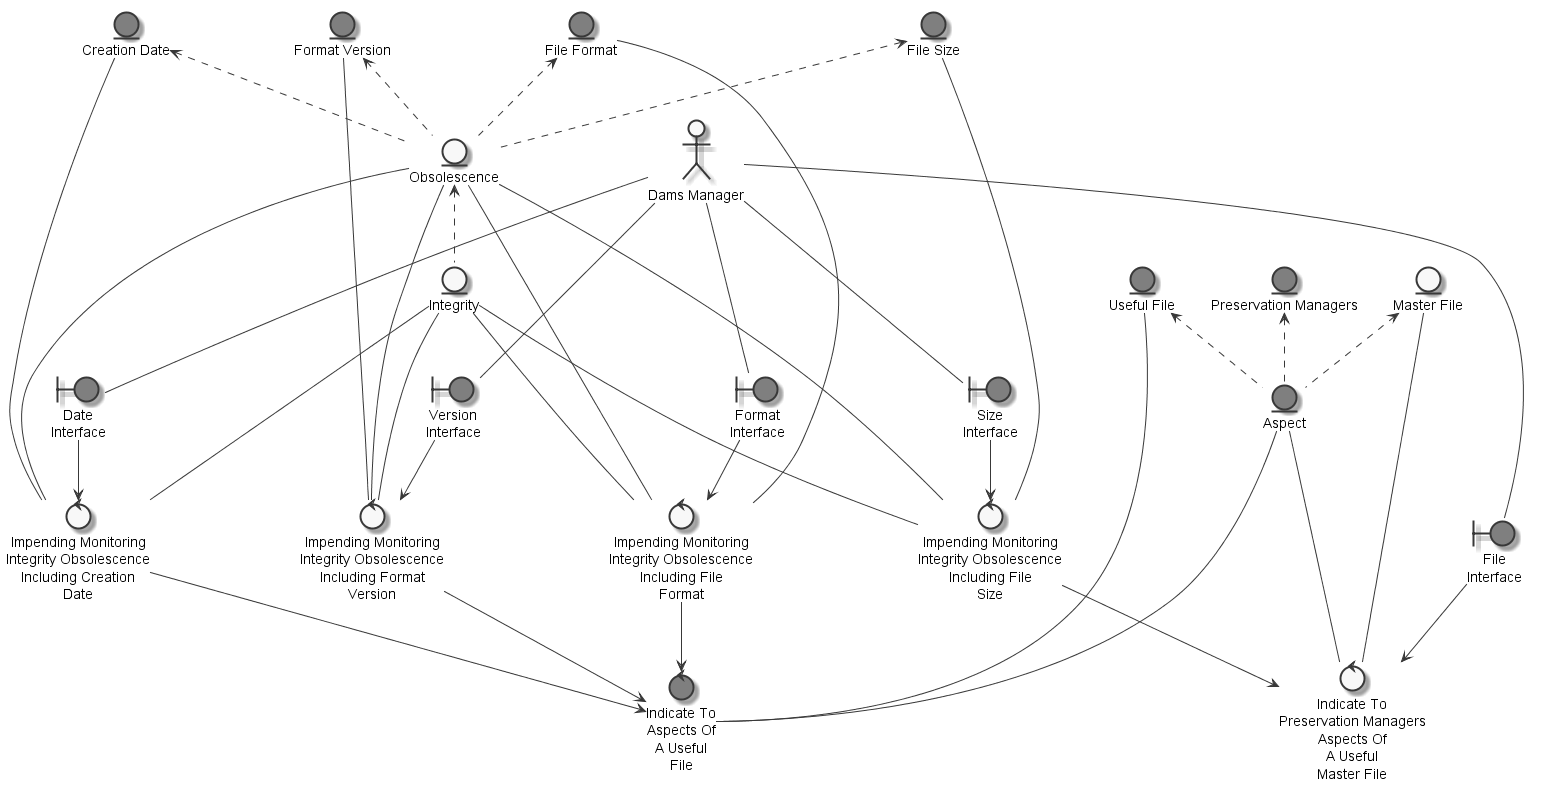 Creation Date
Format Version
File Format
File Size
Obsolescence
Dams Manager
Integrity
Useful File
Preservation Managers
Master File
Date
Interface
Version
Interface
Format
Interface
Size
Interface
Aspect
Impending Monitoring
Integrity Obsolescence
Including Creation
Date
Impending Monitoring
Integrity Obsolescence
Including Format
Version
Impending Monitoring
Integrity Obsolescence
Including File
Format
Impending Monitoring
Integrity Obsolescence
Including File
Size
File
Interface
Indicate To
Aspects Of
A Useful
File
Indicate To
Preservation Managers
Aspects Of
A Useful
Master File